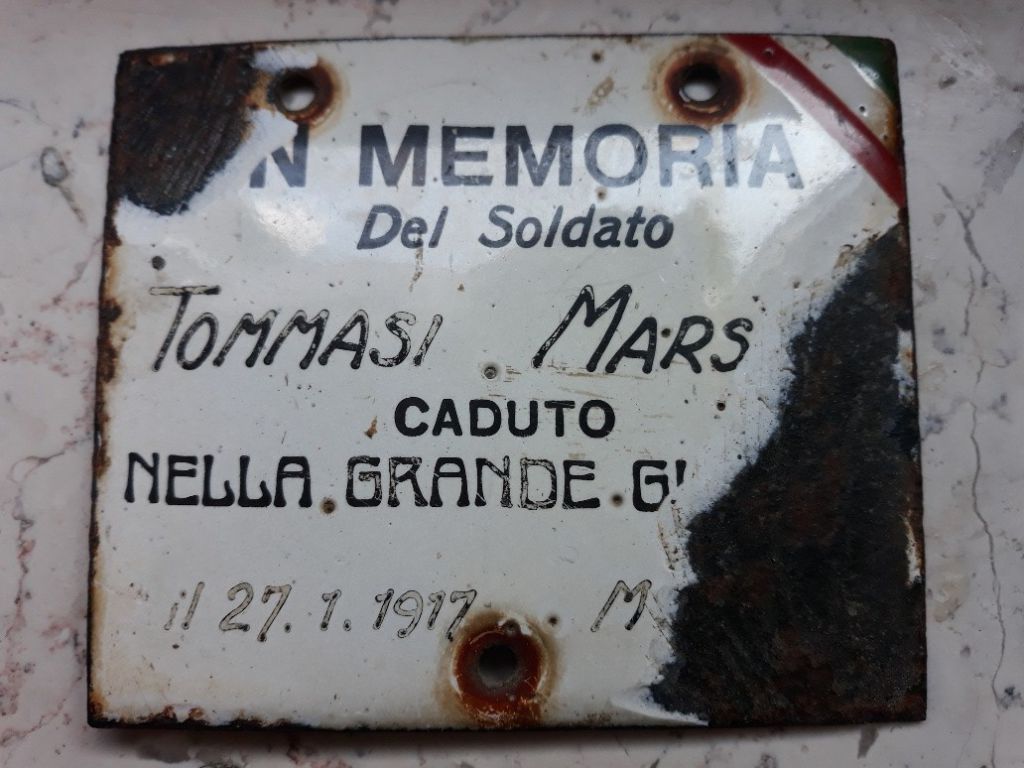 N MEMORIA
Del Soldato
TOMMASI MARS
CADUTO
NELLA GRANDE G
il 27.1.1917 M